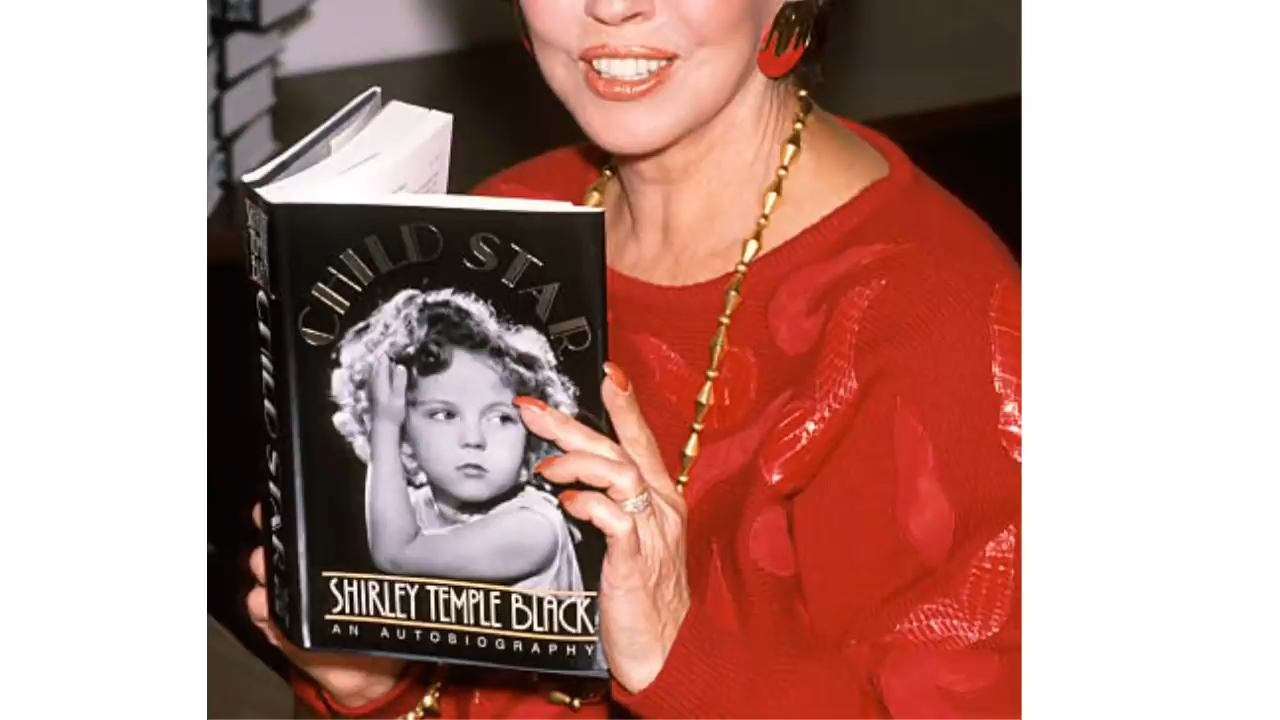 CHILD STAR
SHIRLEY TEMPLE BLACK
AN AUTOBIOGRAPHY
CHILD STAR